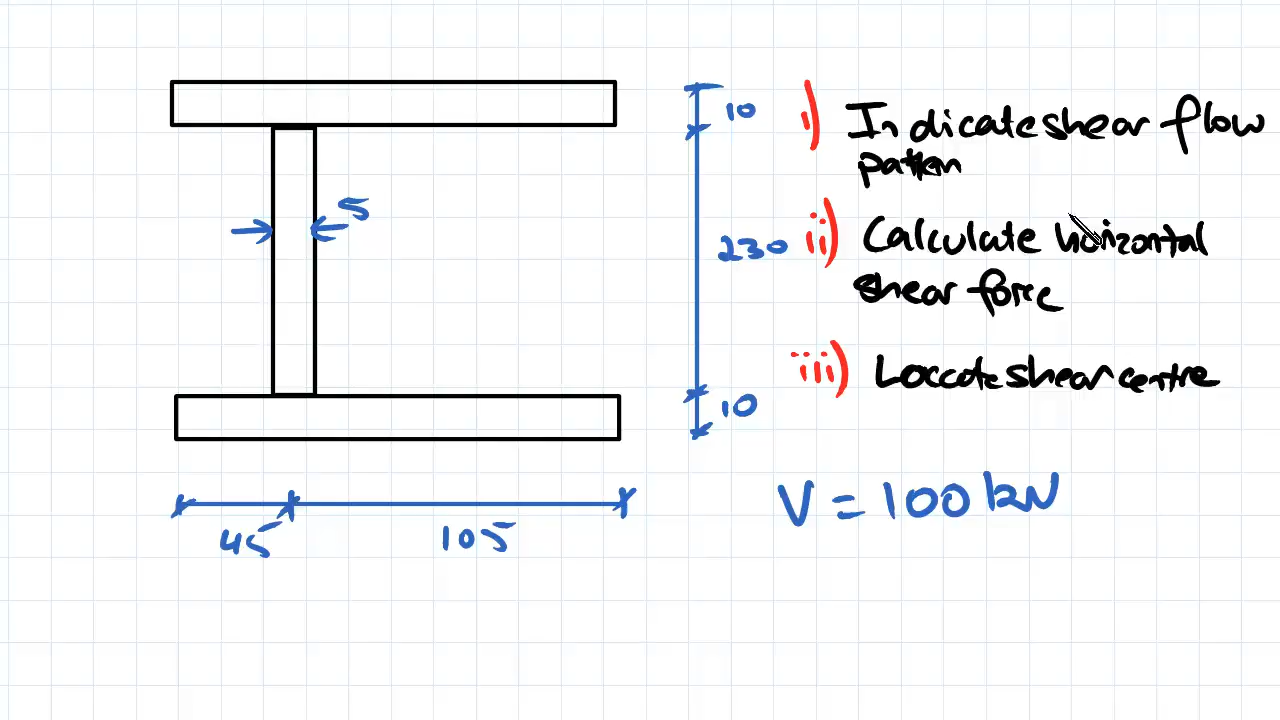 10
i) Indicate shear flow
pattern
5
230
ii) Calculate horizontal
shear force
iii) Loccote shear centre
10
V = 100 kN
45
105